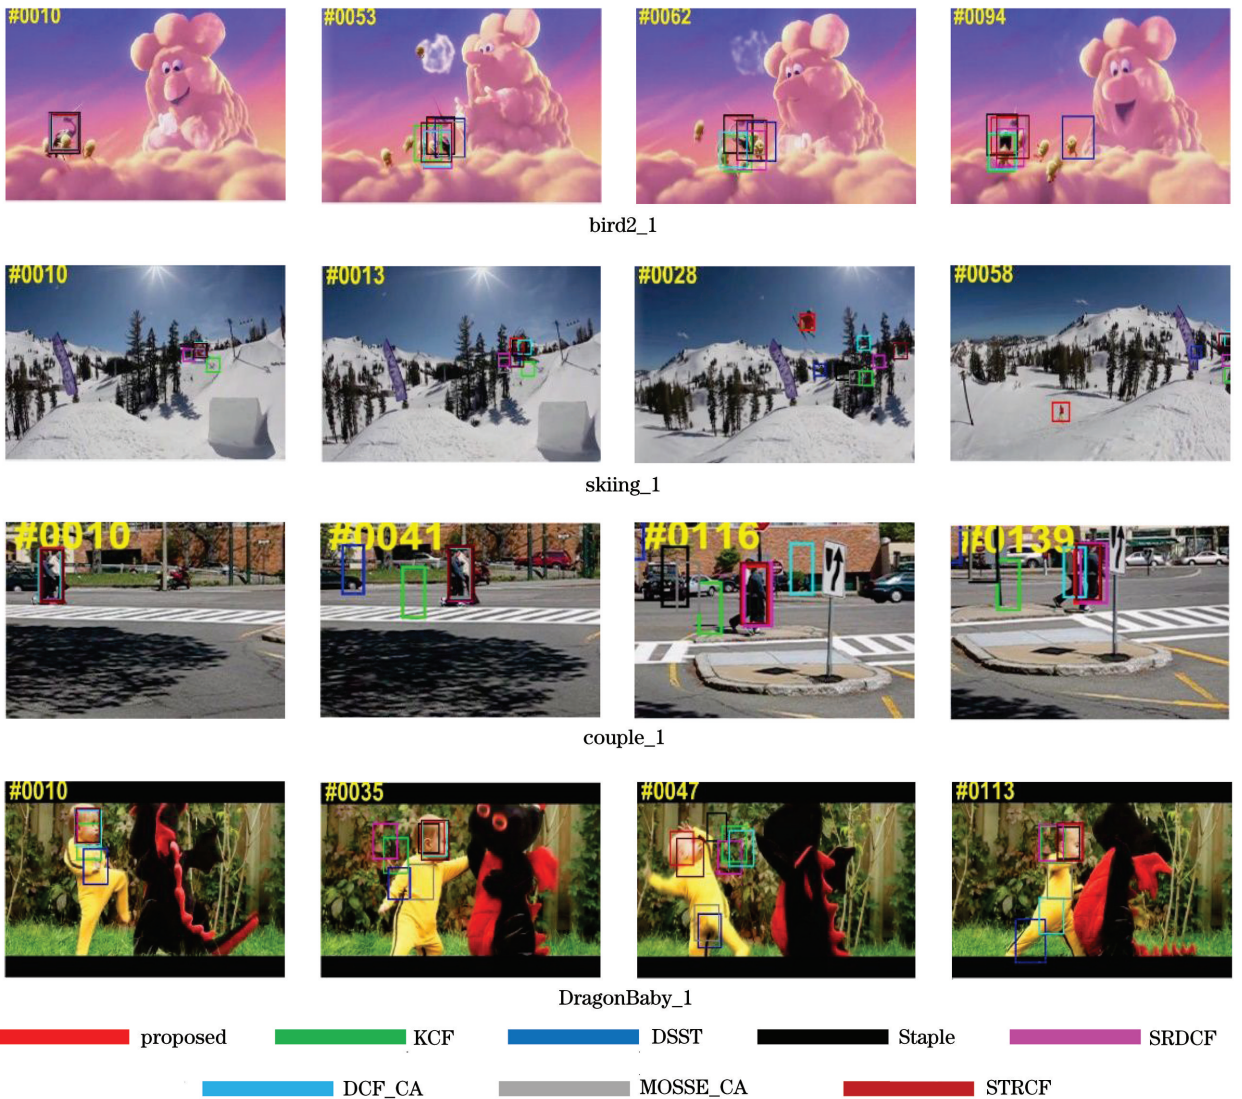 #0010 #0053 #0062 #0094
bird2_1
#0010 #0013 #0028 #0058
skiing_1
#0010 #0041 #0116 #0139
couple_1
#0010 #0035 #0047 #0113
DragonBaby_1
proposed KCF DSST Staple SRDCF
DCF_CA MOSSE_CA STRCF